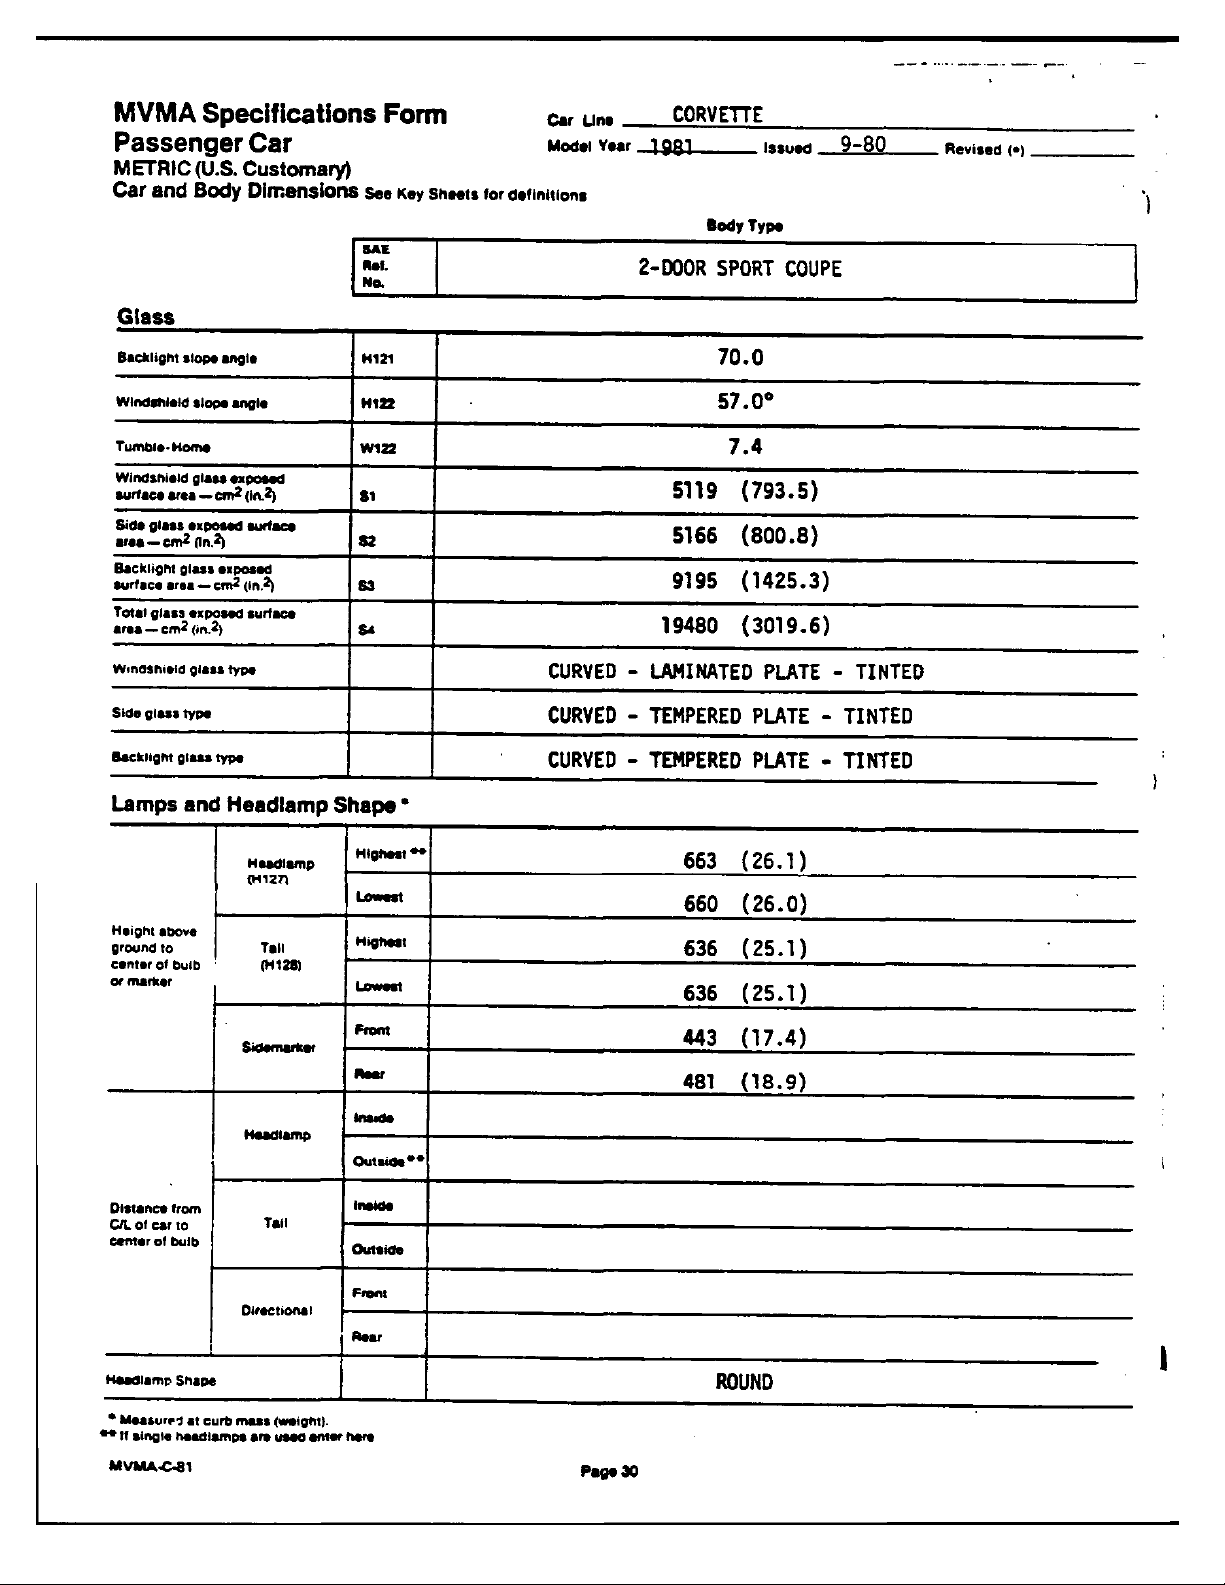 MVMA Specifications Form
Passenger Car
METRIC (U.S. Customary)
Car and Body Dimensions See Key Sheets for definitions
Car Line CORVETTE
Model Year 1981 Issued 9-80 Revised (•)
Body Type
SAE Ref. No. 2-DOOR SPORT COUPE
Glass
Backlight slope angle H121 70.0
Windshield slope angle H122 57.0°
Tumble-Home W122 7.4
Windshield glass exposed
surface area — cm2 (in.2) S1 5119 (793.5)
Side glass exposed surface
area — cm2 (in.2) S2 5166 (800.8)
Backlight glass exposed
surface area — cm2 (in.2) S3 9195 (1425.3)
Total glass exposed surface
area — cm2 (in.2) S4 19480 (3019.6)
Windshield glass type CURVED - LAMINATED PLATE - TINTED
Side glass type CURVED - TEMPERED PLATE - TINTED
Backlight glass type CURVED - TEMPERED PLATE - TINTED
Lamps and Headlamp Shape *
Height above
ground to
center of bulb
or marker
Headlamp
(H127)
Highest ** 663 (26.1)
Lowest 660 (26.0)
Tail
(H128)
Highest 636 (25.1)
Lowest 636 (25.1)
Sidemarker
Front 443 (17.4)
Rear 481 (18.9)
Distance from
C/L of car to
center of bulb
Headlamp
Inside
Outside **
Tail
Inside
Outside
Directional
Front
Rear
Headlamp Shape ROUND
* Measured at curb mass (weight).
** If single headlamps are used enter here
MVMA-C-81
Page 30